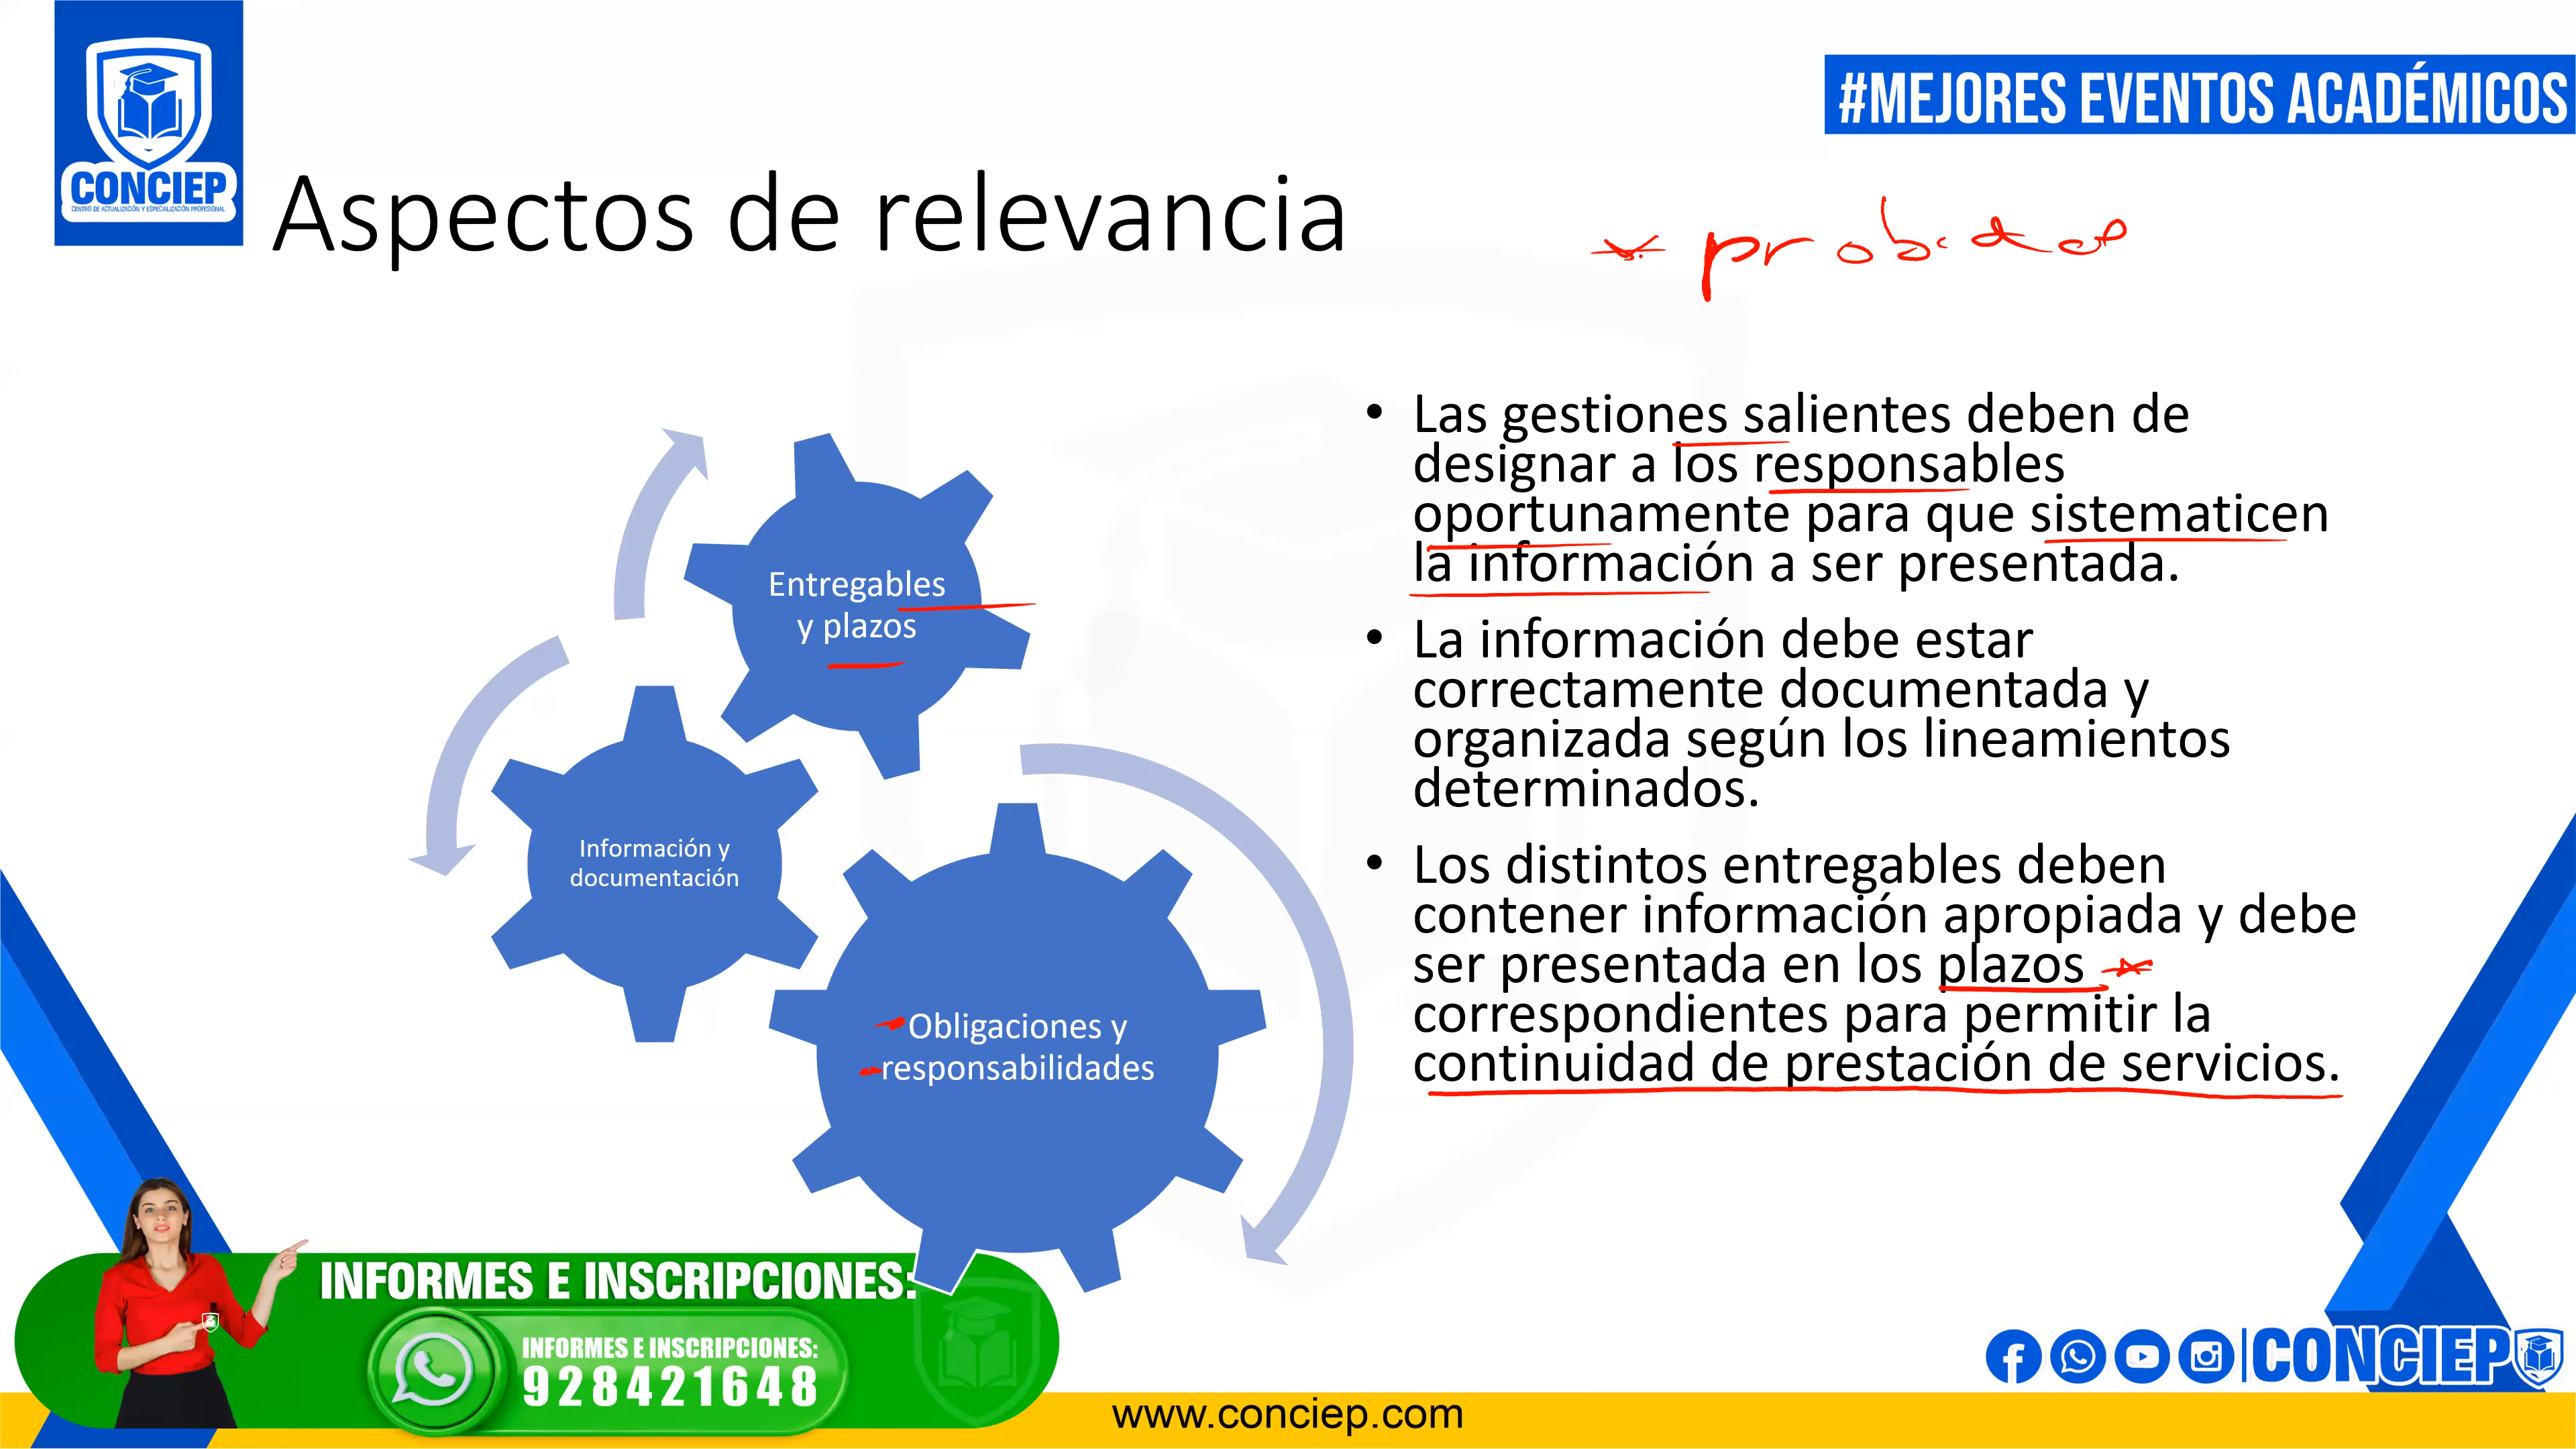 #MEJORES EVENTOS ACADÉMICOS
CONCIEP
CENTRO DE ACTUALIZACIÓN Y ESPECIALIZACIÓN PROFESIONAL
Aspectos de relevancia
Entregables
y plazos
Información y
documentación
Obligaciones y
responsabilidades
• Las gestiones salientes deben de
designar a los responsables
oportunamente para que sistematicen
la información a ser presentada.
• La información debe estar
correctamente documentada y
organizada según los lineamientos
determinados.
• Los distintos entregables deben
contener información apropiada y debe
ser presentada en los plazos
correspondientes para permitir la
continuidad de prestación de servicios.
INFORMES E INSCRIPCIONES:
INFORMES E INSCRIPCIONES:
928421648
www.conciep.com
CONCIEP